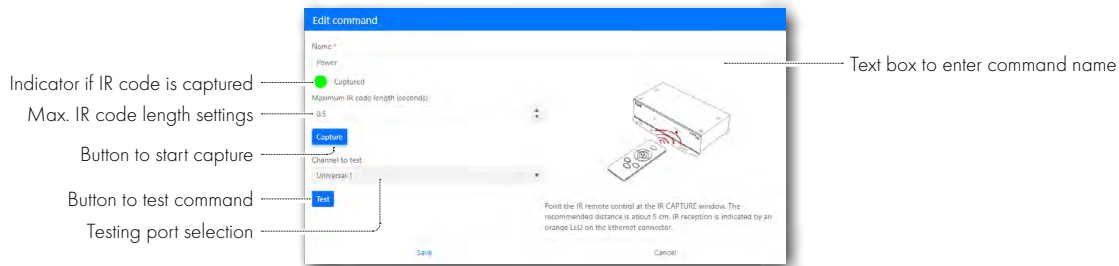 Edit command
Name *
Power
Indicator if IR code is captured
Captured
Text box to enter command name
Maximum IR code length (seconds)
Max. IR code length settings
0.5
Capture
Button to start capture
Channel to test
Universal 1
Button to test command
Test
Testing port selection
Point the IR remote control at the IR CAPTURE window. The
recommended distance is about 5 cm. IR reception is indicated by an
orange LED on the Ethernet connector.
Save
Cancel